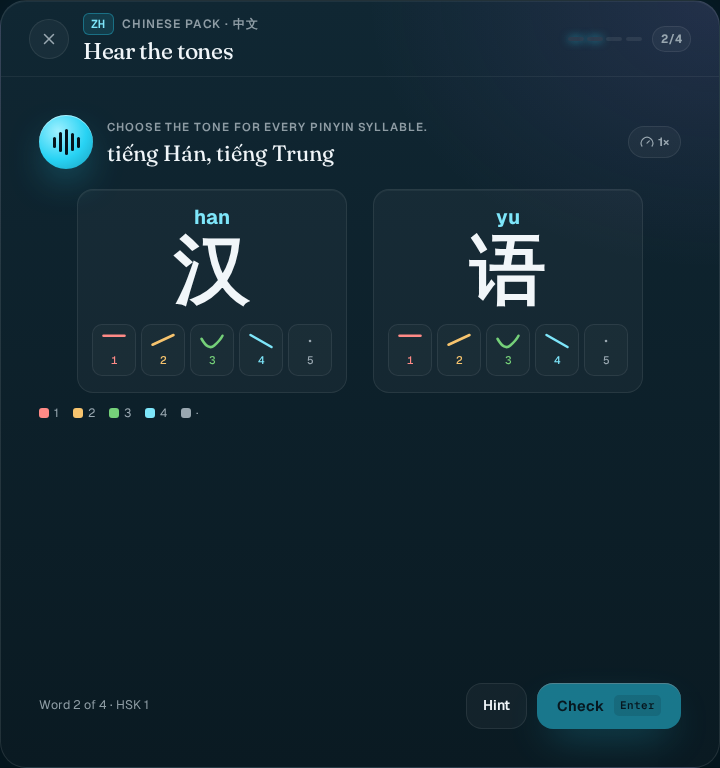 ZH CHINESE PACK · 中文
Hear the tones
2/4
CHOOSE THE TONE FOR EVERY PINYIN SYLLABLE.
tiếng Hán, tiếng Trung
1×
han
汉
1 2 3 4 5
yu
语
1 2 3 4 5
1 2 3 4 ·
Word 2 of 4 · HSK 1
Hint
Check Enter